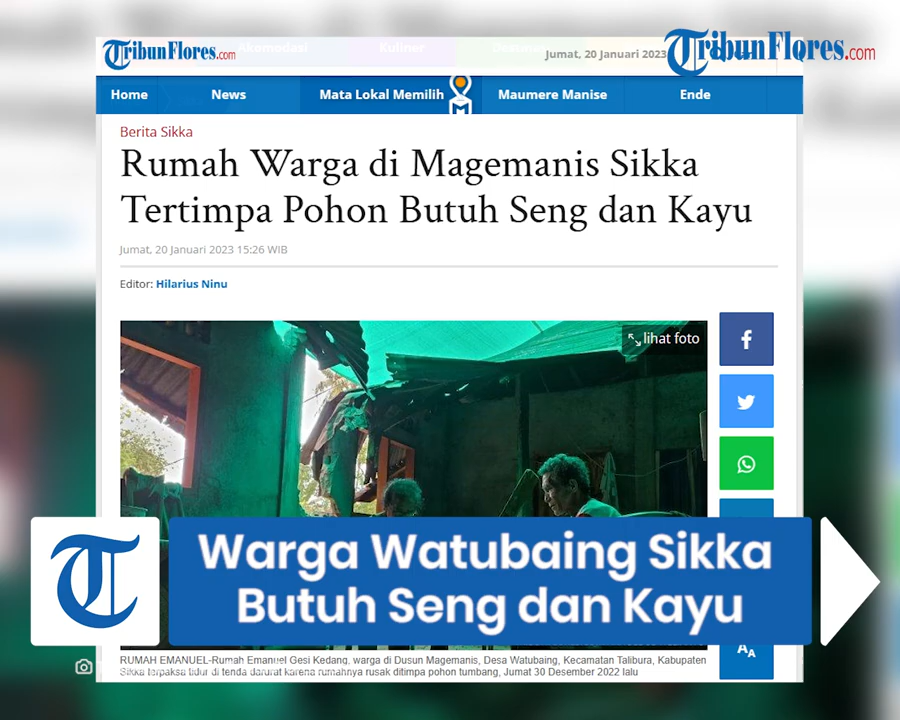 TribunFlores.com
Akomodasi
Kuliner
Jumat, 20 Januari 2023
TribunFlores.com
Home
News
Mata Lokal Memilih
Maumere Manise
Ende
Berita Sikka
Rumah Warga di Magemanis Sikka
Tertimpa Pohon Butuh Seng dan Kayu
Jumat, 20 Januari 2023 15:26 WIB
Editor: Hilarius Ninu
lihat foto
Warga Watubaing Sikka
Butuh Seng dan Kayu
AA
RUMAH EMANUEL-Rumah Emanuel Gesi Kedang, warga di Dusun Magemanis, Desa Watubaing, Kecamatan Talibura, Kabupaten
Sikka terpaksa tidur di tenda darurat karena rumahnya rusak ditimpa pohon tumbang, Jumat 30 Desember 2022 lalu